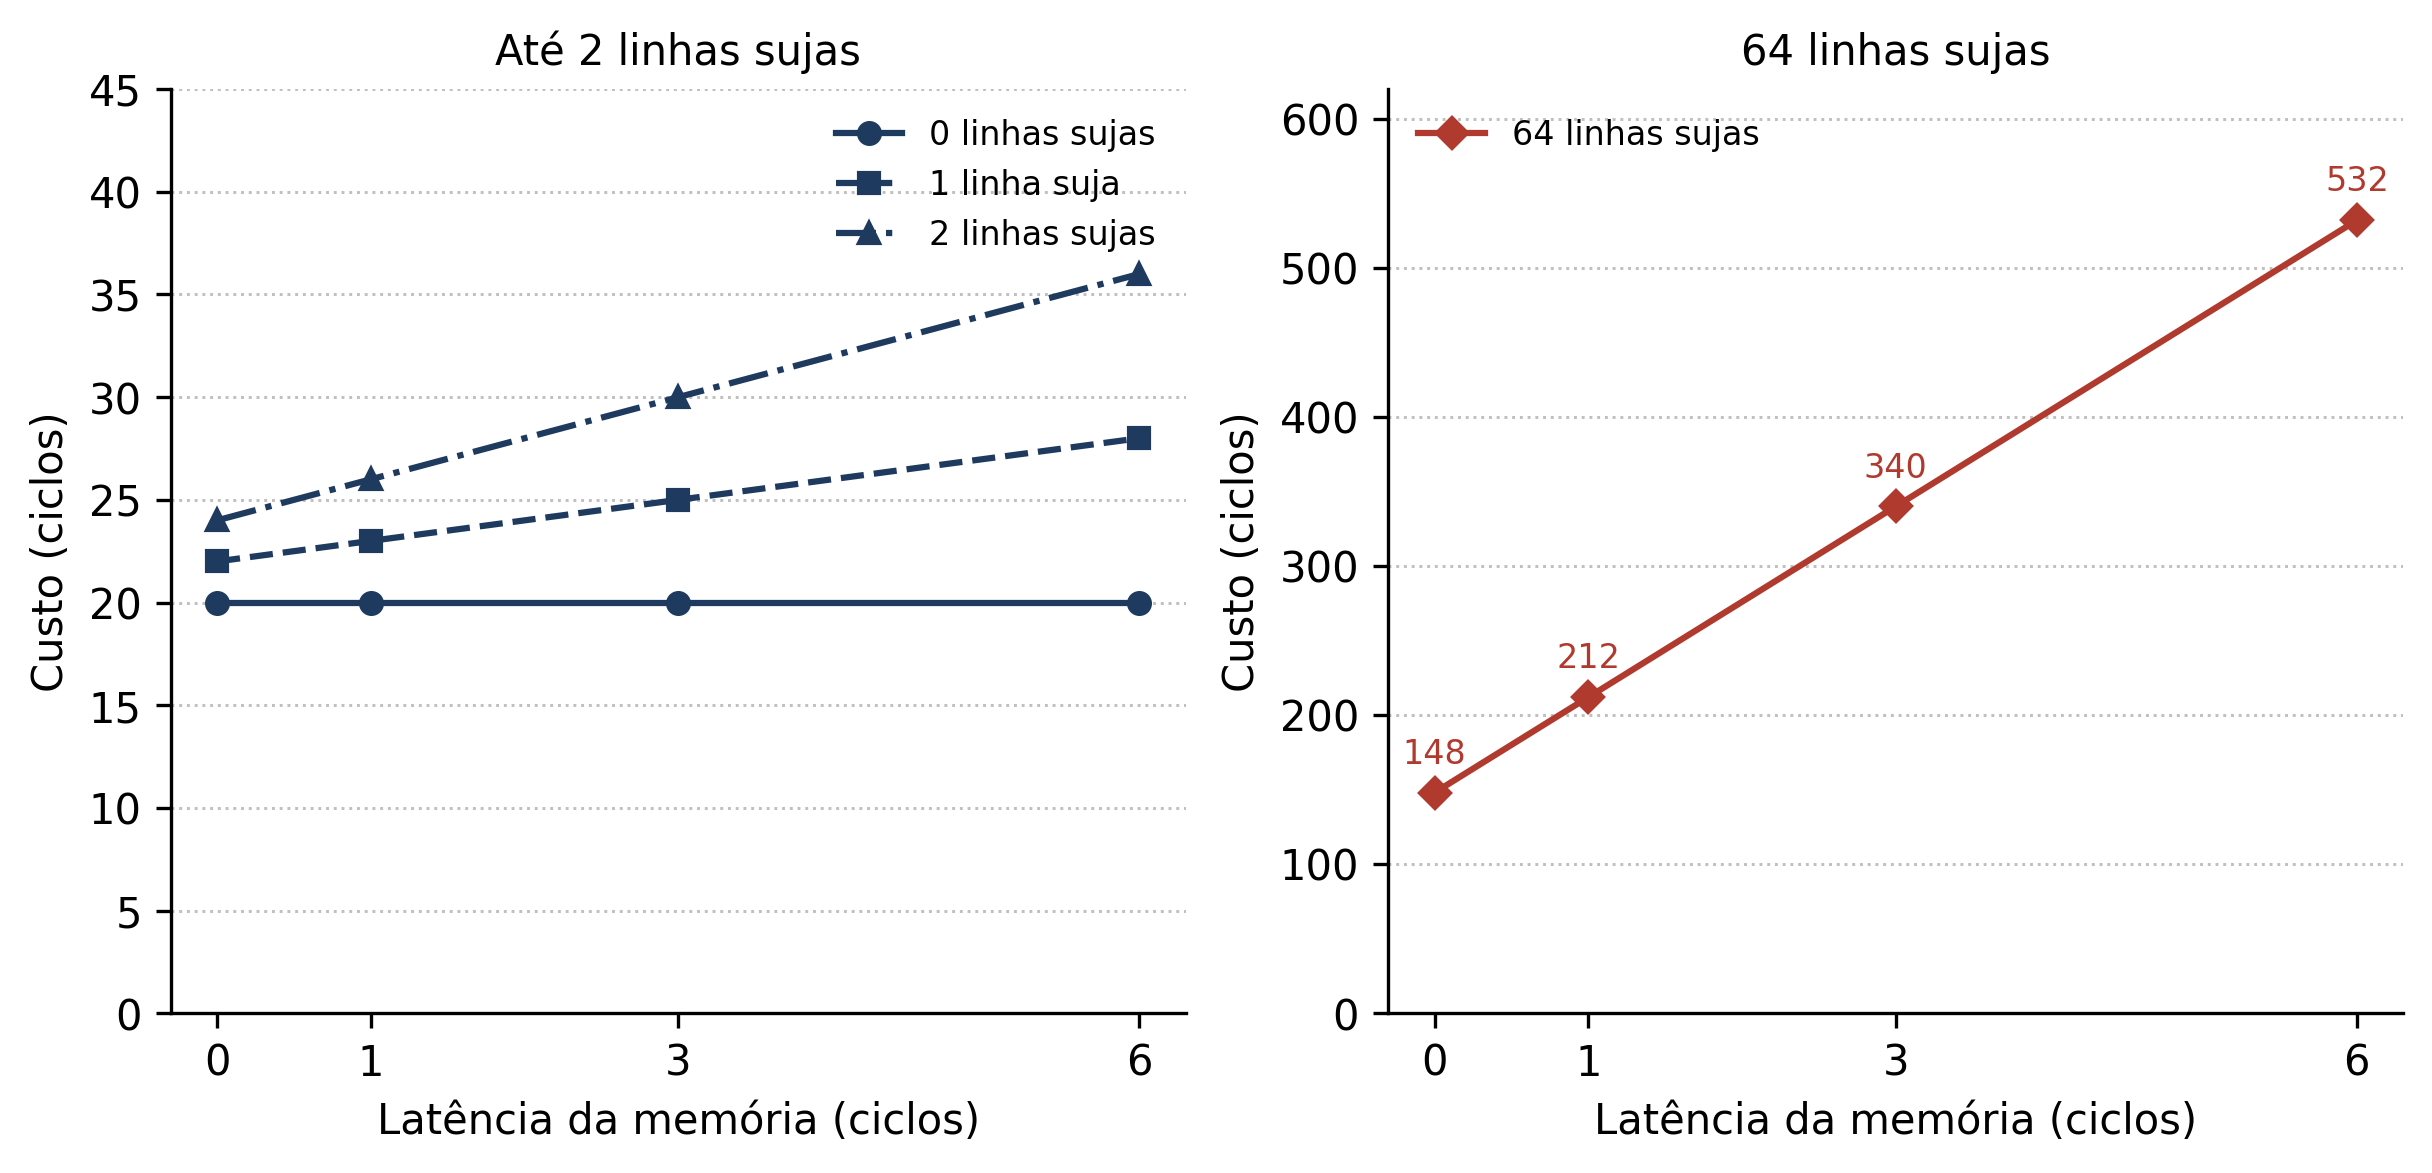 Até 2 linhas sujas
45
40
35
30
25
20
15
10
5
0
Custo (ciclos)
0 linhas sujas
1 linha suja
2 linhas sujas
0 1 3 6
Latência da memória (ciclos)
64 linhas sujas
600
500
400
300
200
100
0
Custo (ciclos)
64 linhas sujas
532
340
212
148
0 1 3 6
Latência da memória (ciclos)